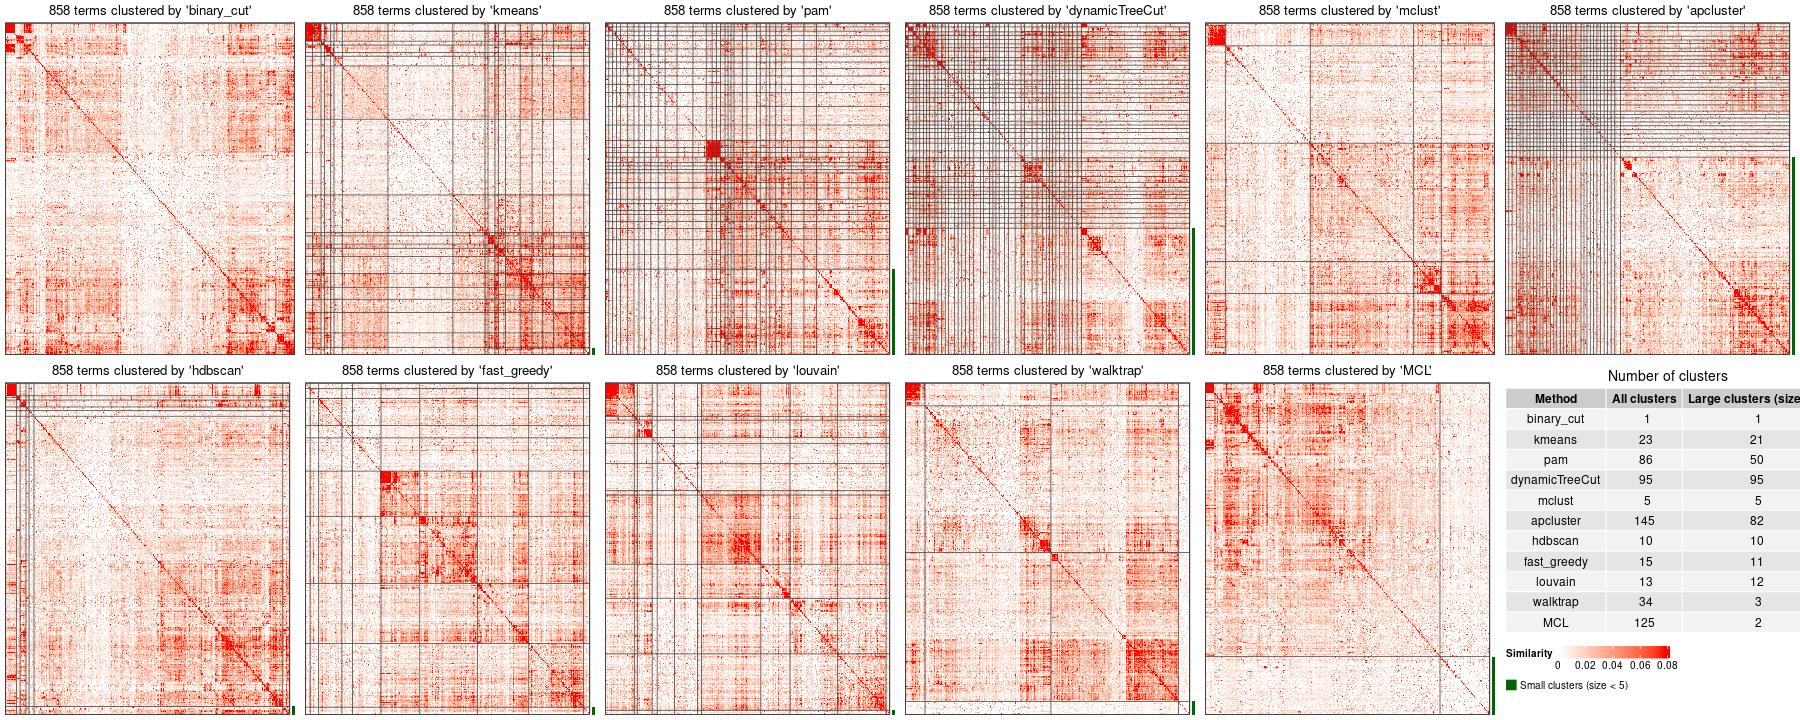 858 terms clustered by 'binary_cut'
858 terms clustered by 'kmeans'
858 terms clustered by 'pam'
858 terms clustered by 'dynamicTreeCut'
858 terms clustered by 'mclust'
858 terms clustered by 'apcluster'
858 terms clustered by 'hdbscan'
858 terms clustered by 'fast_greedy'
858 terms clustered by 'louvain'
858 terms clustered by 'walktrap'
858 terms clustered by 'MCL'
Number of clusters
Method All clusters Large clusters (size
binary_cut 1 1
kmeans 23 21
pam 86 50
dynamicTreeCut 95 95
mclust 5 5
apcluster 145 82
hdbscan 10 10
fast_greedy 15 11
louvain 13 12
walktrap 34 3
MCL 125 2
Similarity
0 0.02 0.04 0.06 0.08
Small clusters (size < 5)